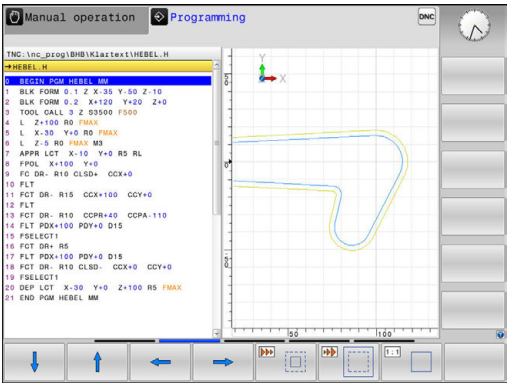 Manual operation
Programming
DNC
TNC:\nc_prog\BHB\Klartext\HEBEL.H
→HEBEL.H
0 BEGIN PGM HEBEL MM
1 BLK FORM 0.1 Z X-35 Y-50 Z-10
2 BLK FORM 0.2 X+120 Y+20 Z+0
3 TOOL CALL 3 Z S3500 F500
4 L Z+100 R0 FMAX
5 L X-30 Y+0 R0 FMAX
6 L Z-5 R0 FMAX M3
7 APPR LCT X-10 Y+0 R5 RL
8 FPOL X+100 Y+0
9 FC DR- R10 CLSD+ CCX+0
10 FLT
11 FCT DR- R15 CCX+100 CCY+0
12 FLT
13 FCT DR- R10 CCPR+40 CCPA-110
14 FLT PDX+100 PDY+0 D15
15 FSELECT1
16 FCT DR+ R5
17 FLT PDX+100 PDY+0 D15
18 FCT DR- R10 CLSD- CCX+0 CCY+0
19 FSELECT1
20 DEP LCT X-30 Y+0 Z+100 R5 FMAX
21 END PGM HEBEL MM
Y
X
50
100
1:1